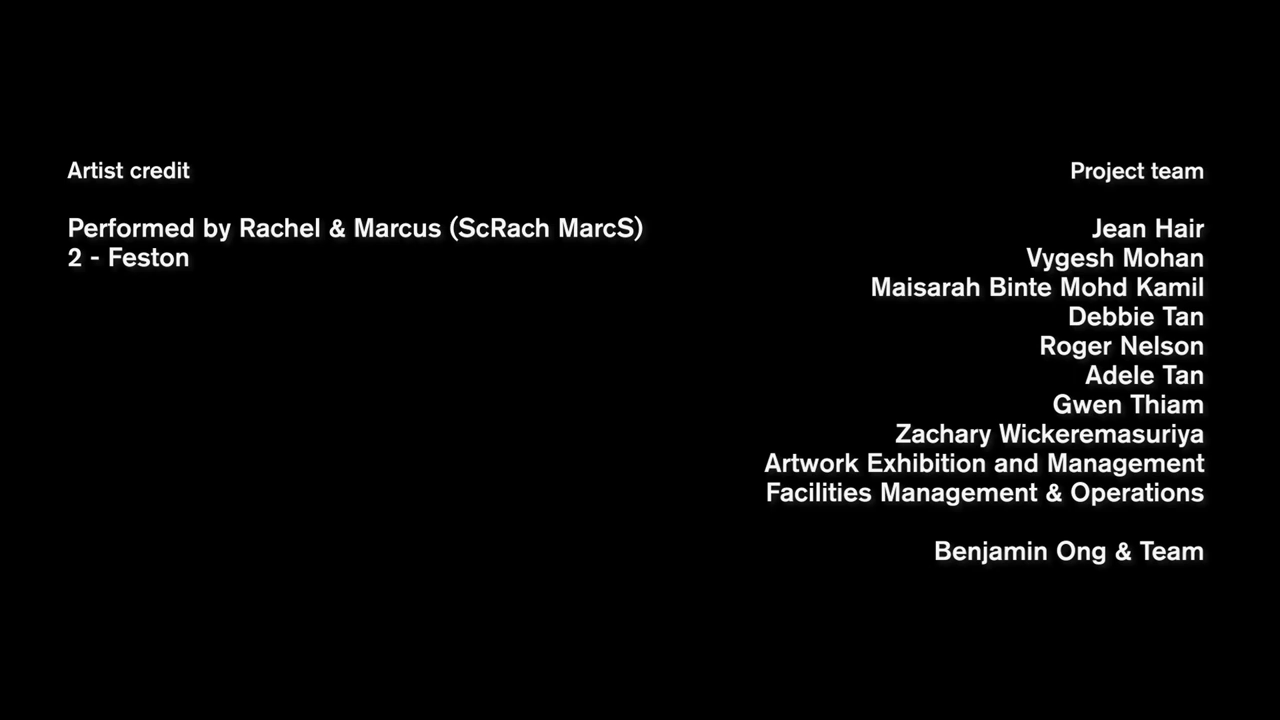 Artist credit
Performed by Rachel & Marcus (ScRach MarcS)
2 - Feston
Project team
Jean Hair
Vygesh Mohan
Maisarah Binte Mohd Kamil
Debbie Tan
Roger Nelson
Adele Tan
Gwen Thiam
Zachary Wickeremasuriya
Artwork Exhibition and Management
Facilities Management & Operations
Benjamin Ong & Team